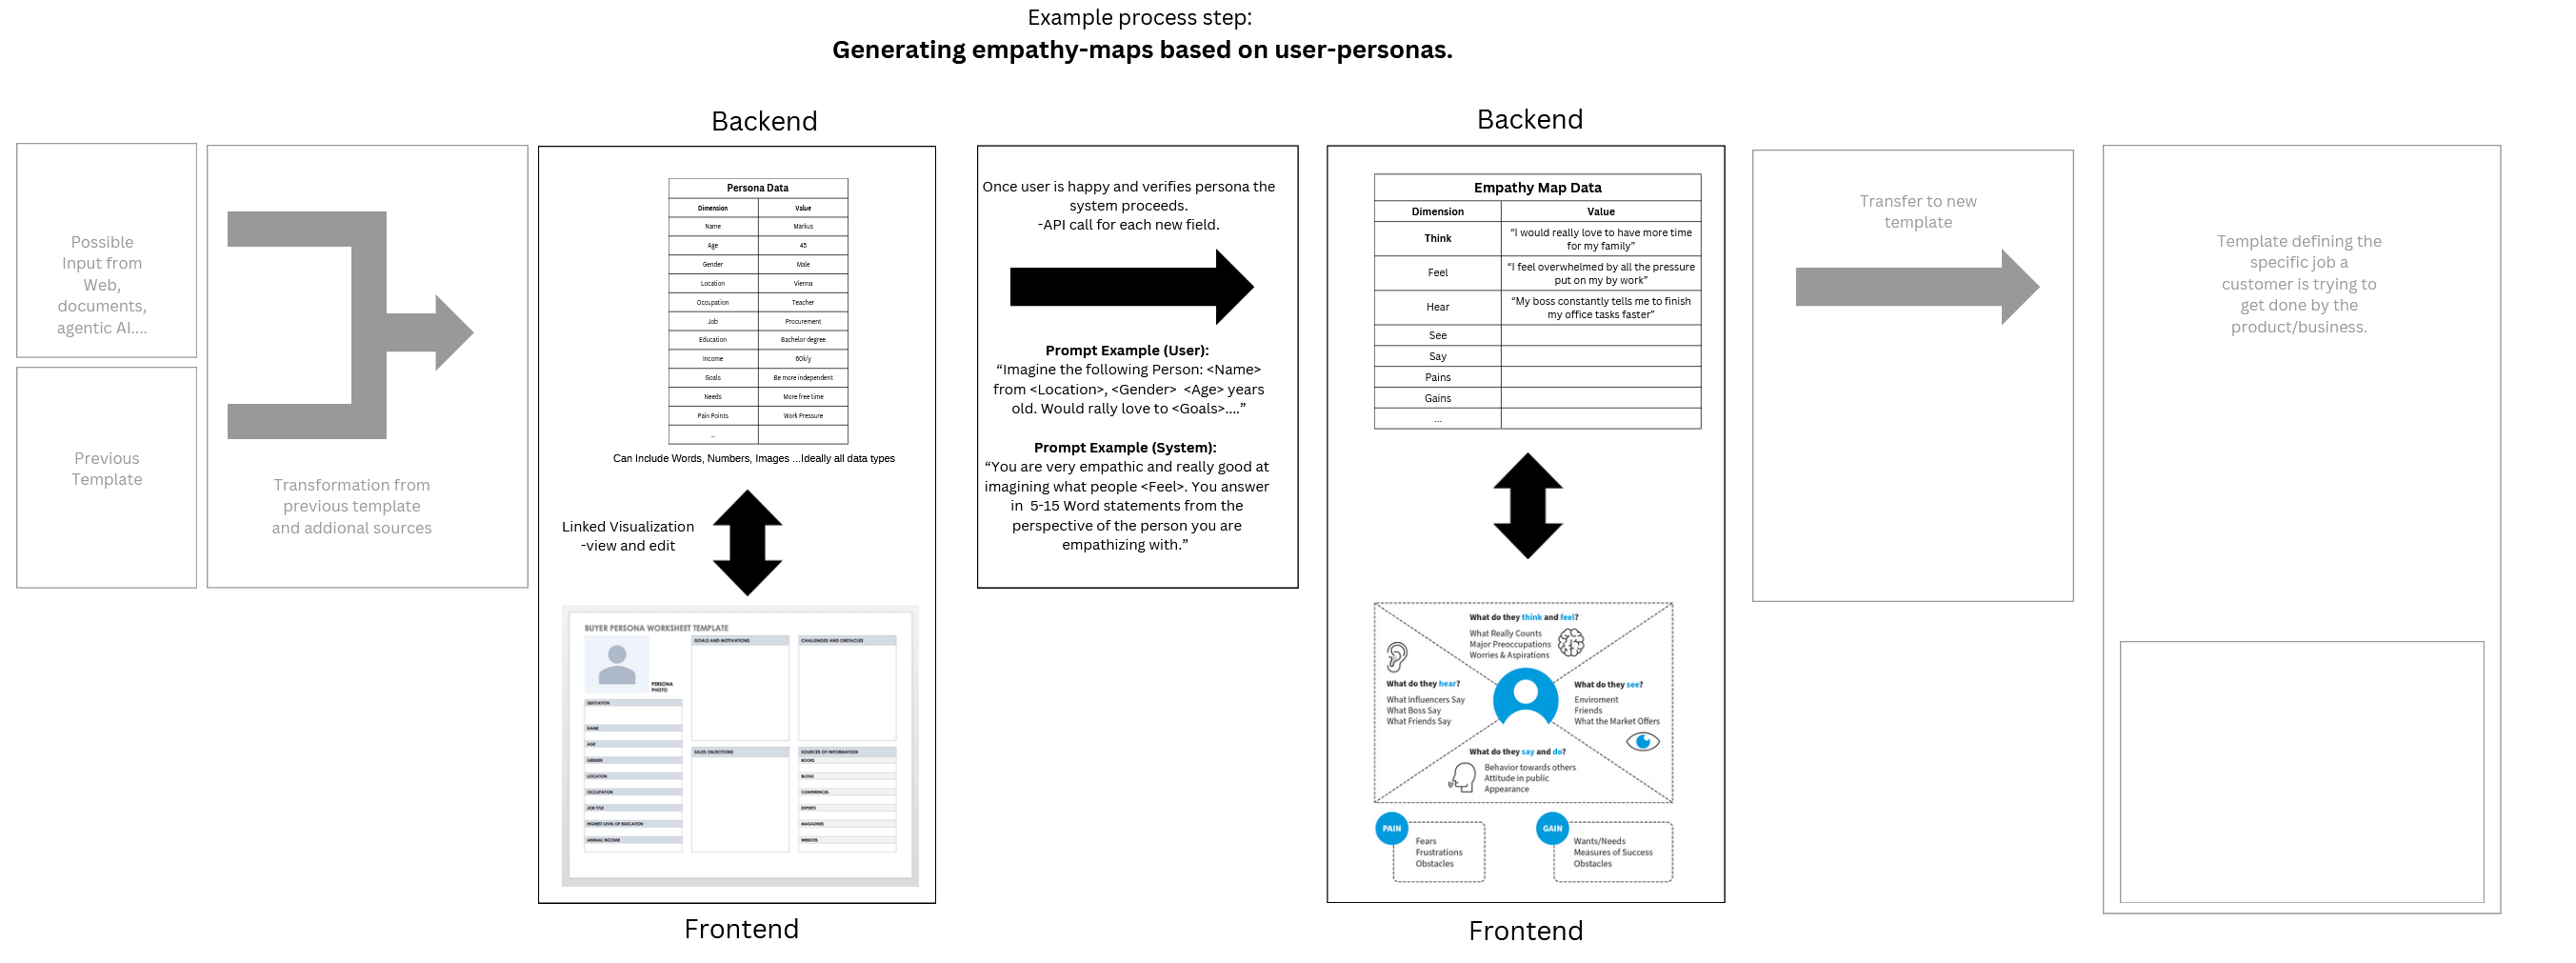 Example process step:
Generating empathy-maps based on user-personas.
Backend
Backend
Possible
Input from
Web,
documents,
agentic AI....
Previous
Template
Transformation from
previous template
and addional sources
Persona Data
Dimension Value
Name Markus
Age 45
Gender Male
Location Vienna
Occupation Teacher
Job Procurement
Education Bachelor degree
Income 60k/y
Goals Be more independent
Needs More free time
Pain Points Work Pressure
...
Can Include Words, Numbers, Images ...Ideally all data types
Linked Visualization
-view and edit
BUYER PERSONA WORKSHEET TEMPLATE
PERSONA
PHOTO
QUOTATION
NAME
AGE
GENDER
LOCATION
OCCUPATION
JOB TITLE
HIGHEST LEVEL OF EDUCATION
ANNUAL INCOME
GOALS AND MOTIVATIONS
CHALLENGES AND OBSTACLES
SALES OBJECTIONS
SOURCES OF INFORMATION
BOOKS
BLOGS
CONFERENCES
EXPERTS
MAGAZINES
WEBSITES
Frontend
Once user is happy and verifies persona the
system proceeds.
-API call for each new field.
Prompt Example (User):
“Imagine the following Person: <Name>
from <Location>, <Gender> <Age> years
old. Would rally love to <Goals>....”
Prompt Example (System):
“You are very empathic and really good at
imagining what people <Feel>. You answer
in 5-15 Word statements from the
perspective of the person you are
empathizing with.”
Empathy Map Data
Dimension Value
Think “I would really love to have more time
for my family”
Feel “I feel overwhelmed by all the pressure
put on my by work”
Hear “My boss constantly tells me to finish
my office tasks faster”
See
Say
Pains
Gains
...
What do they think and feel?
What Really Counts
Major Preoccupations
Worries & Aspirations
What do they hear?
What Influencers Say
What Boss Say
What Friends Say
What do they see?
Enviroment
Friends
What the Market Offers
What do they say and do?
Behavior towards others
Attitude in public
Appearance
PAIN
Fears
Frustrations
Obstacles
GAIN
Wants/Needs
Measures of Success
Obstacles
Frontend
Transfer to new
template
Template defining the
specific job a
customer is trying to
get done by the
product/business.